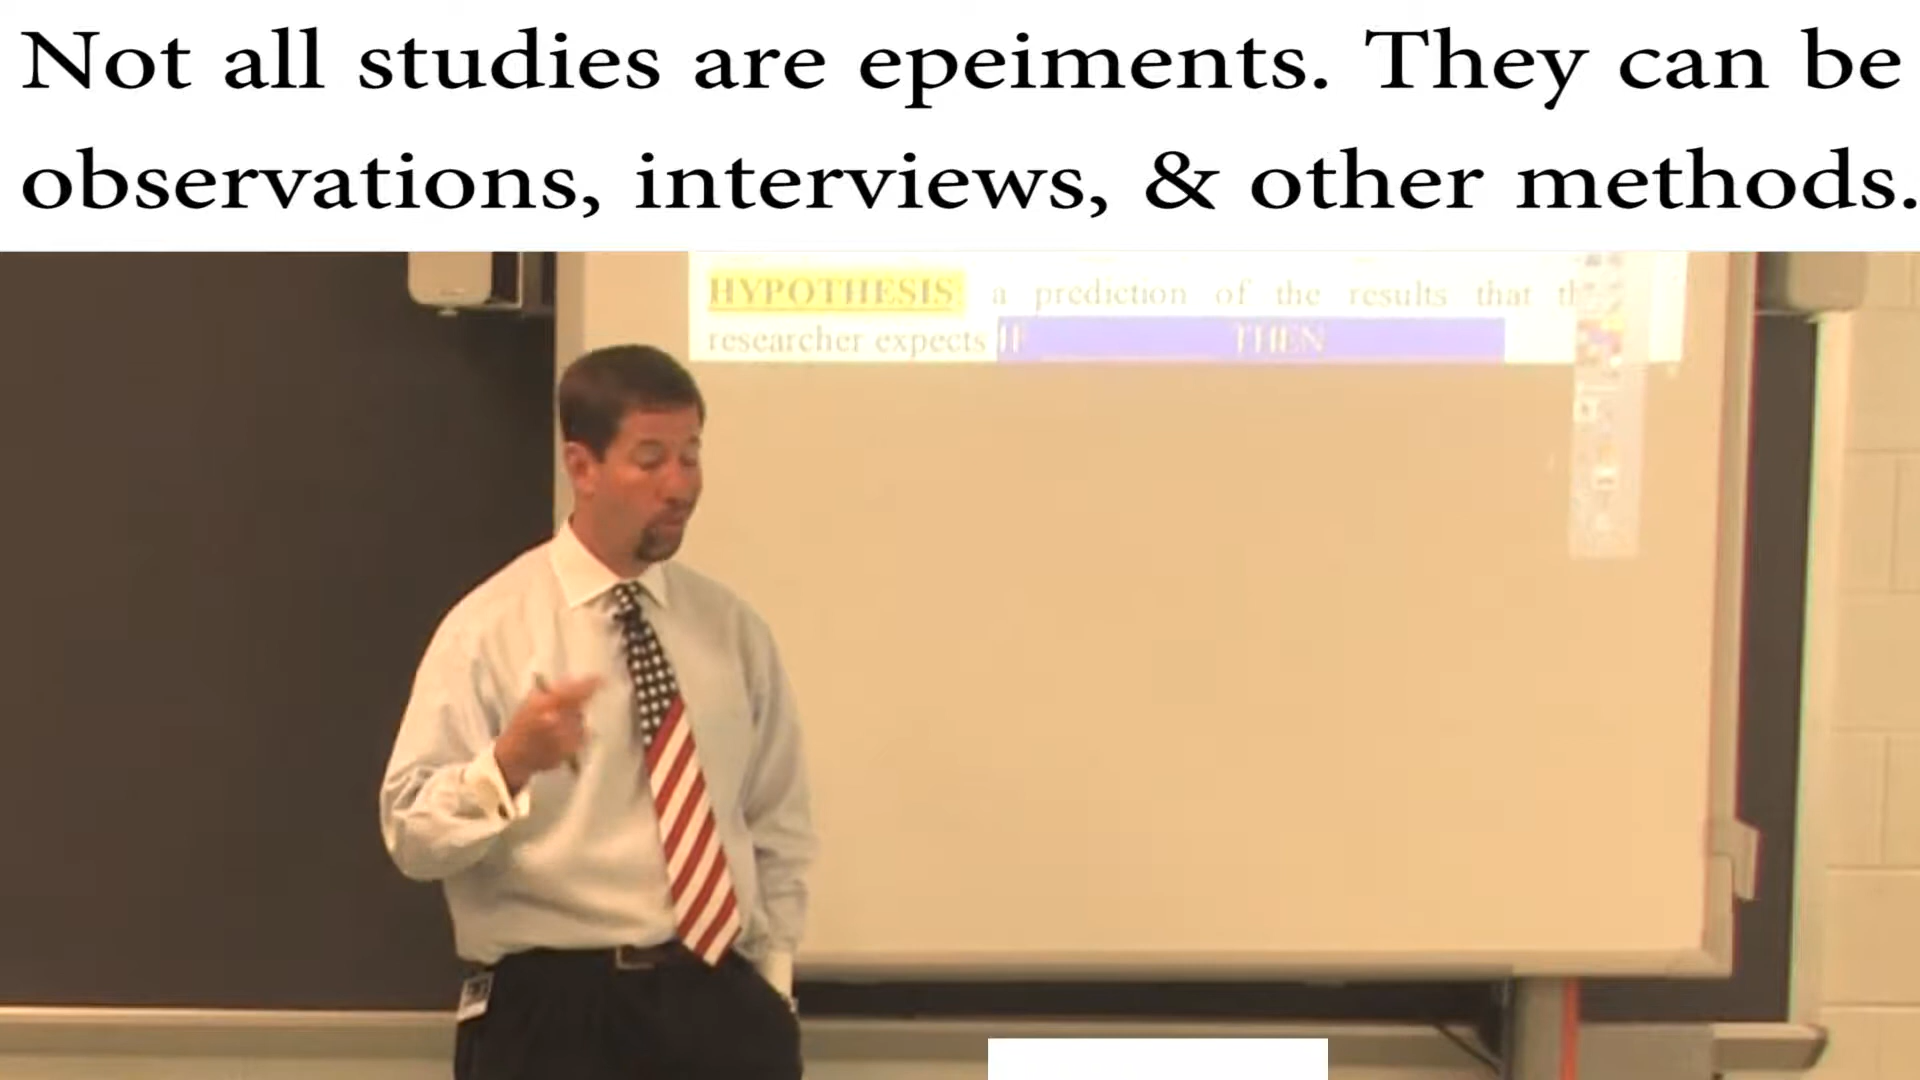 Not all studies are epeiments. They can be
observations, interviews, & other methods.
HYPOTHESIS: a prediction of the results that
researcher expects IF THEN